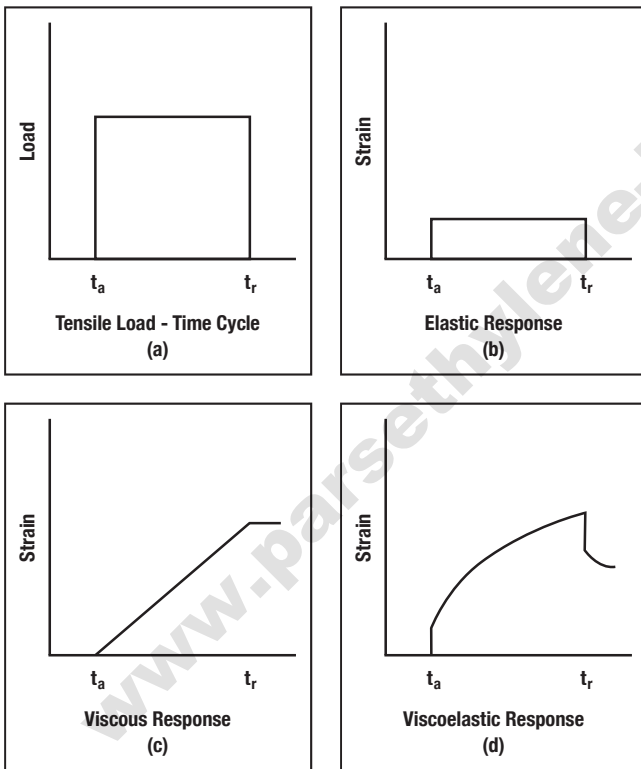 Load
t_a t_r
Tensile Load - Time Cycle
(a)
Strain
t_a t_r
Elastic Response
(b)
Strain
t_a t_r
Viscous Response
(c)
Strain
t_a t_r
Viscoelastic Response
(d)
www.parsethylene-